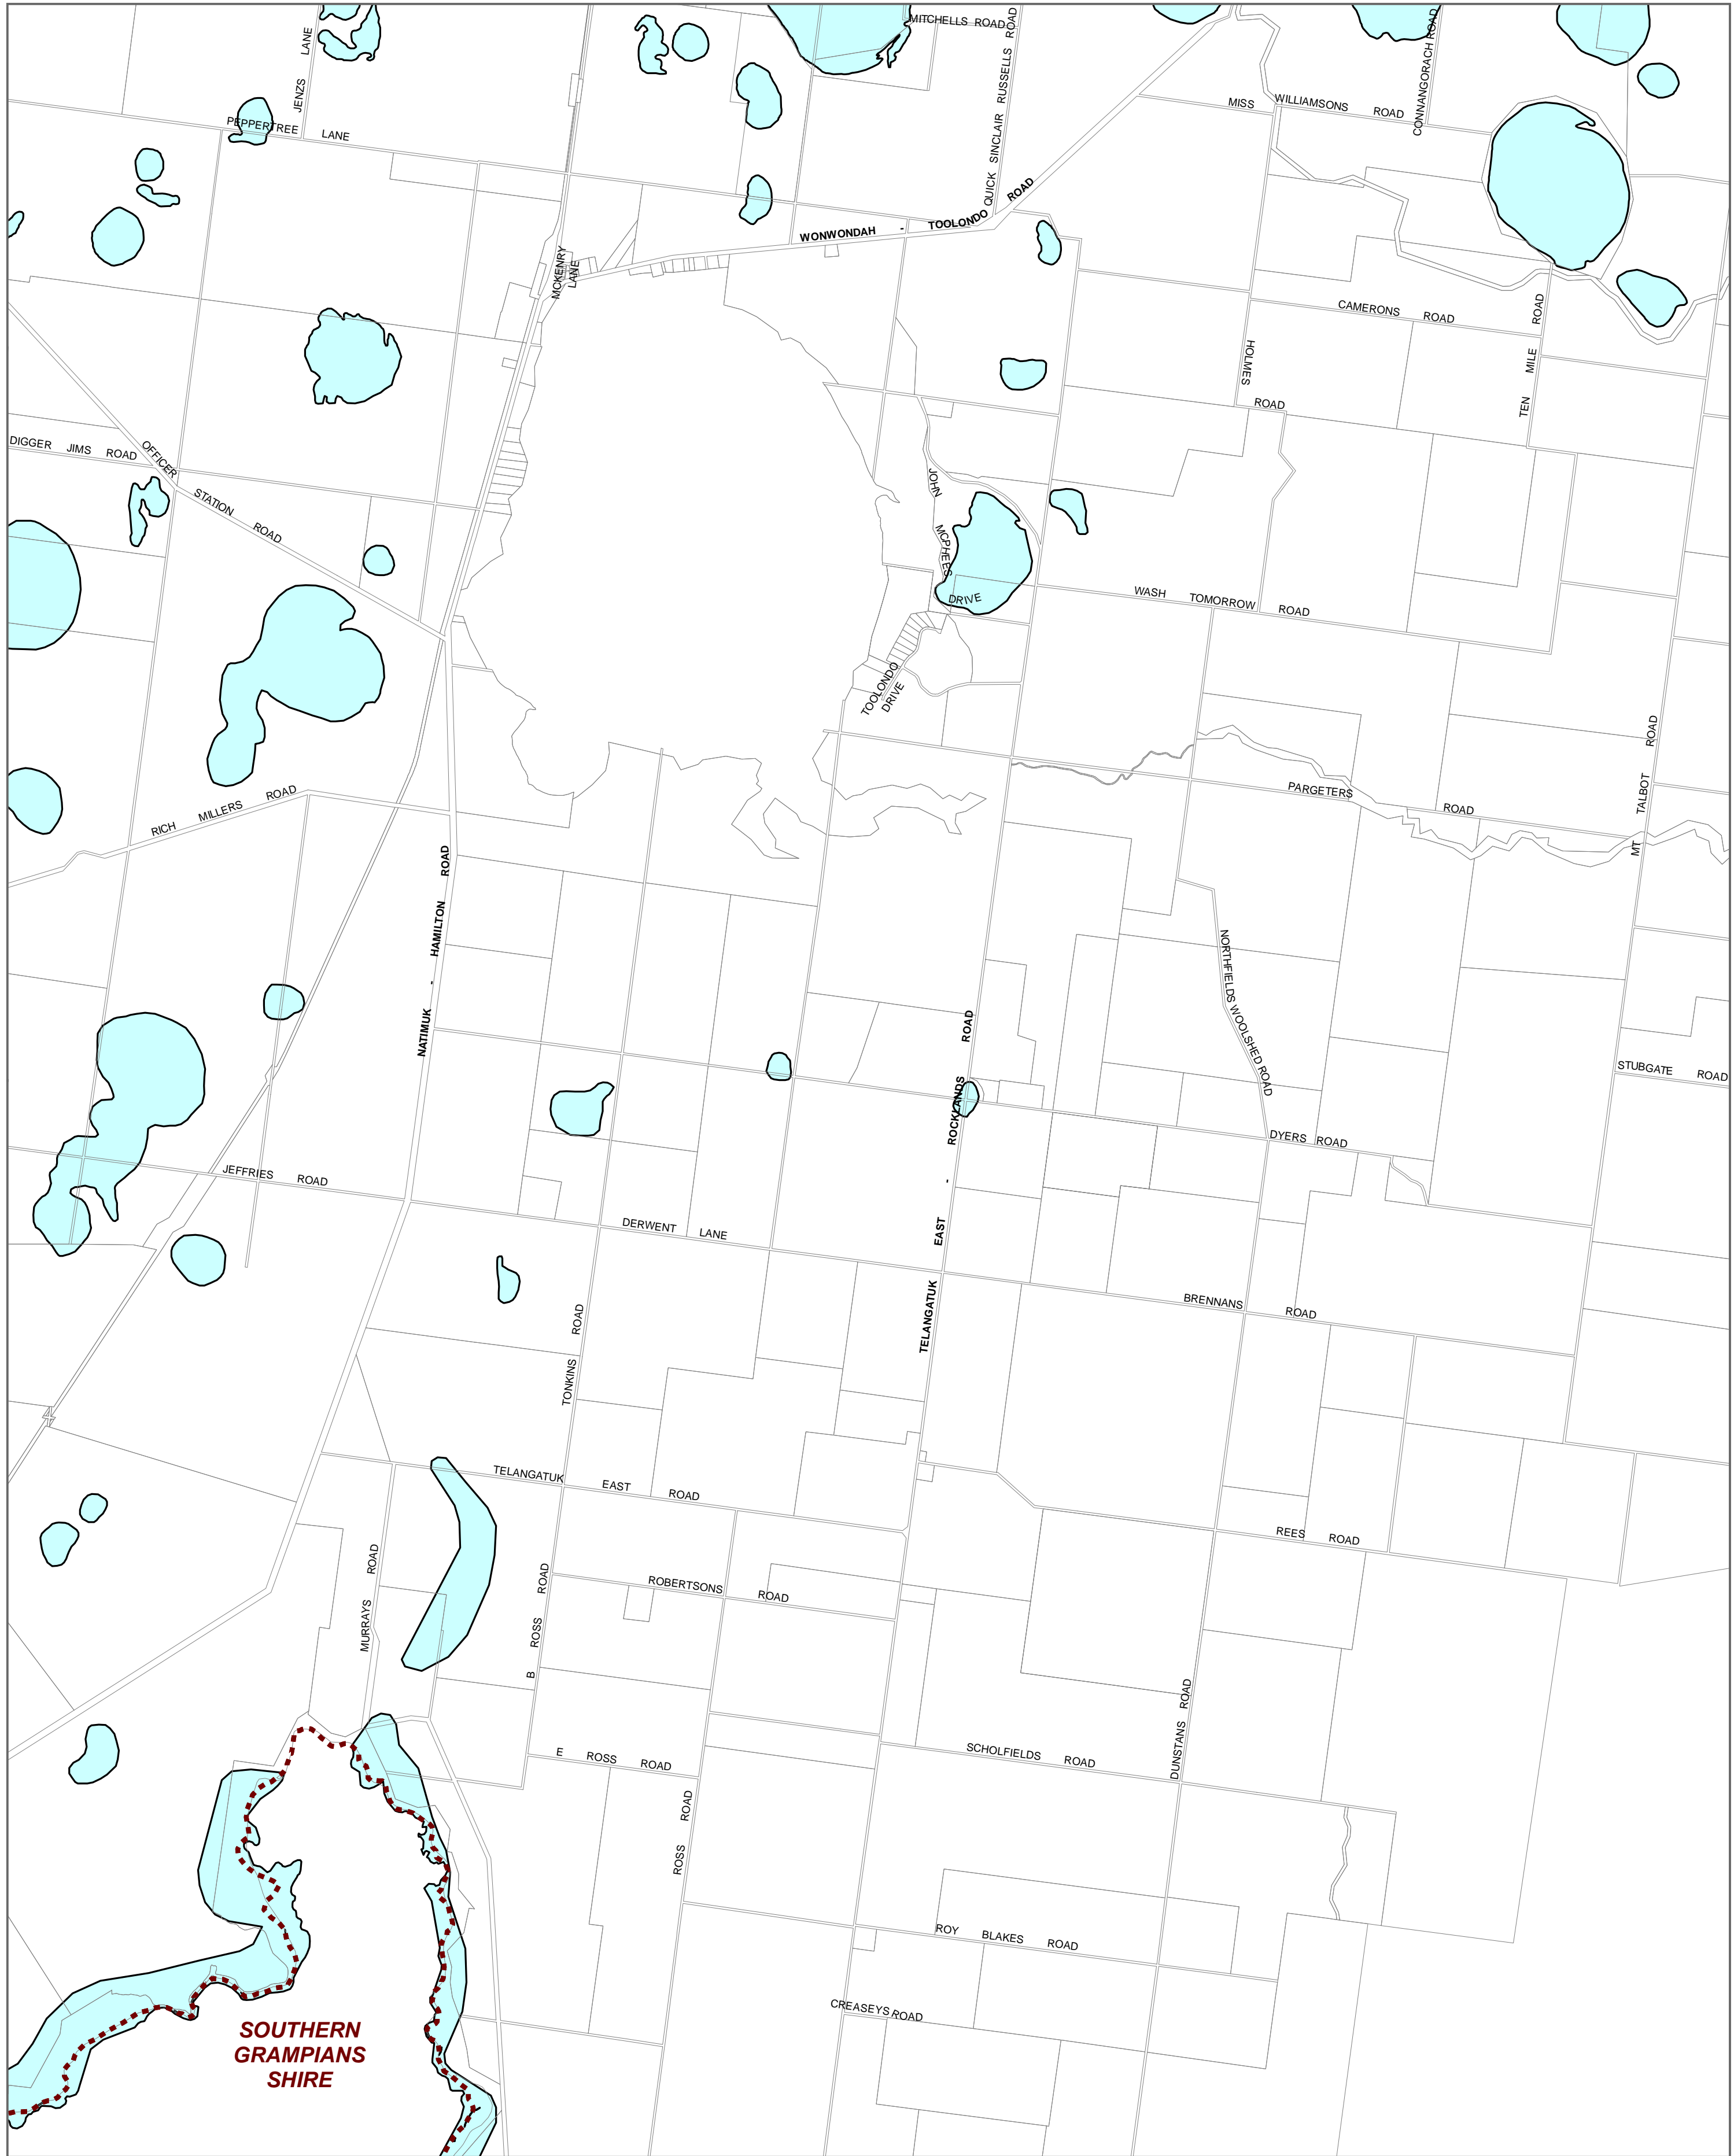 MITCHELLS ROAD
JENZS LANE
QUICK SINCLAIR RUSSELLS ROAD
CONNANGORACH ROAD
MISS WILLIAMSONS ROAD
PEPPERTREE LANE
WONWONDAH - TOOLONDO ROAD
MCKENRY
LANE
CAMERONS ROAD
TEN MILE ROAD
HOLMES ROAD
DIGGER JIMS ROAD
OFFICER STATION ROAD
JOHN MCPHEES DRIVE
WASH TOMORROW ROAD
TOOLONDO
DRIVE
MT TALBOT ROAD
PARGETERS ROAD
RICH MILLERS ROAD
NATIMUK - HAMILTON ROAD
NORTHFIELDS WOOLSHED ROAD
STUBGATE ROAD
TELANGATUK EAST - ROCKLANDS ROAD
DYERS ROAD
JEFFRIES ROAD
DERWENT LANE
BRENNANS ROAD
TONKINS ROAD
TELANGATUK EAST ROAD
REES ROAD
MURRAYS ROAD
B ROSS ROAD
ROBERTSONS ROAD
DUNSTANS ROAD
E ROSS ROAD
SCHOLFIELDS ROAD
ROSS ROAD
ROY BLAKES ROAD
CREASEYS ROAD
SOUTHERN
GRAMPIANS
SHIRE